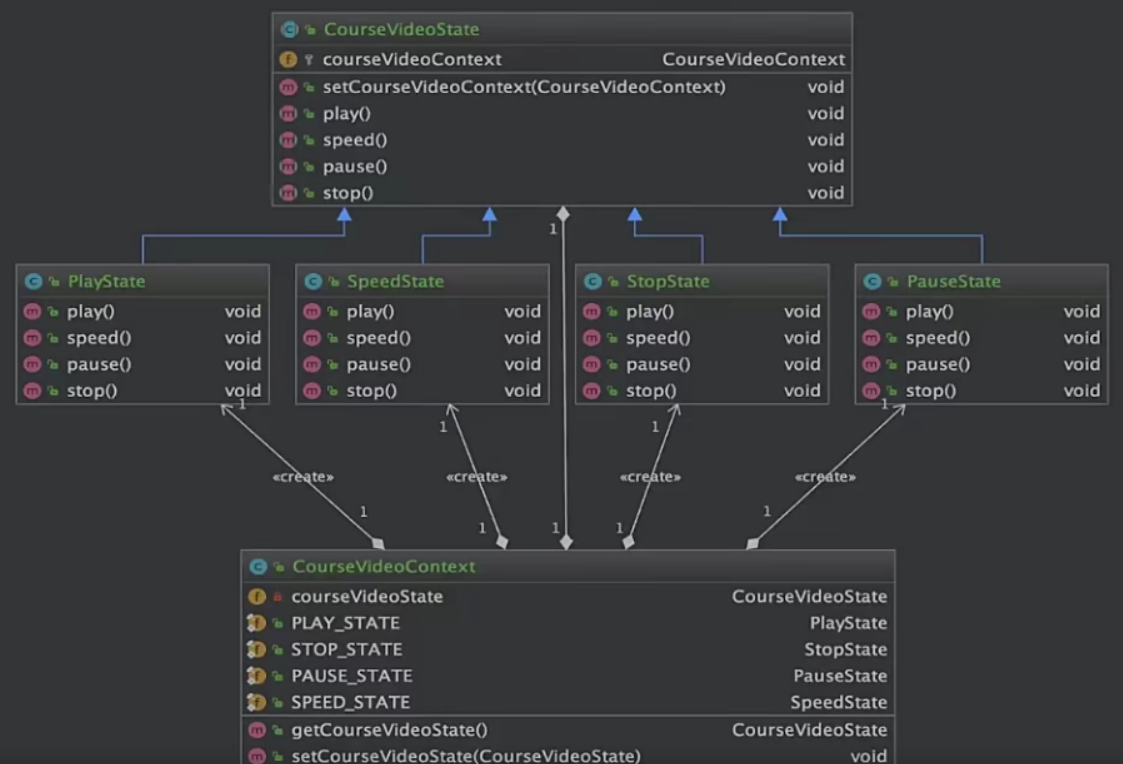 CourseVideoState
courseVideoContext CourseVideoContext
setCourseVideoContext(CourseVideoContext) void
play() void
speed() void
pause() void
stop() void
1
PlayState
play() void
speed() void
pause() void
stop() void
1
SpeedState
play() void
speed() void
pause() void
stop() void
1
StopState
play() void
speed() void
pause() void
stop() void
1
PauseState
play() void
speed() void
pause() void
stop() void
1
«create» «create» «create» «create»
1 1 1 1 1
CourseVideoContext
courseVideoState CourseVideoState
PLAY_STATE PlayState
STOP_STATE StopState
PAUSE_STATE PauseState
SPEED_STATE SpeedState
getCourseVideoState() CourseVideoState
setCourseVideoState(CourseVideoState) void